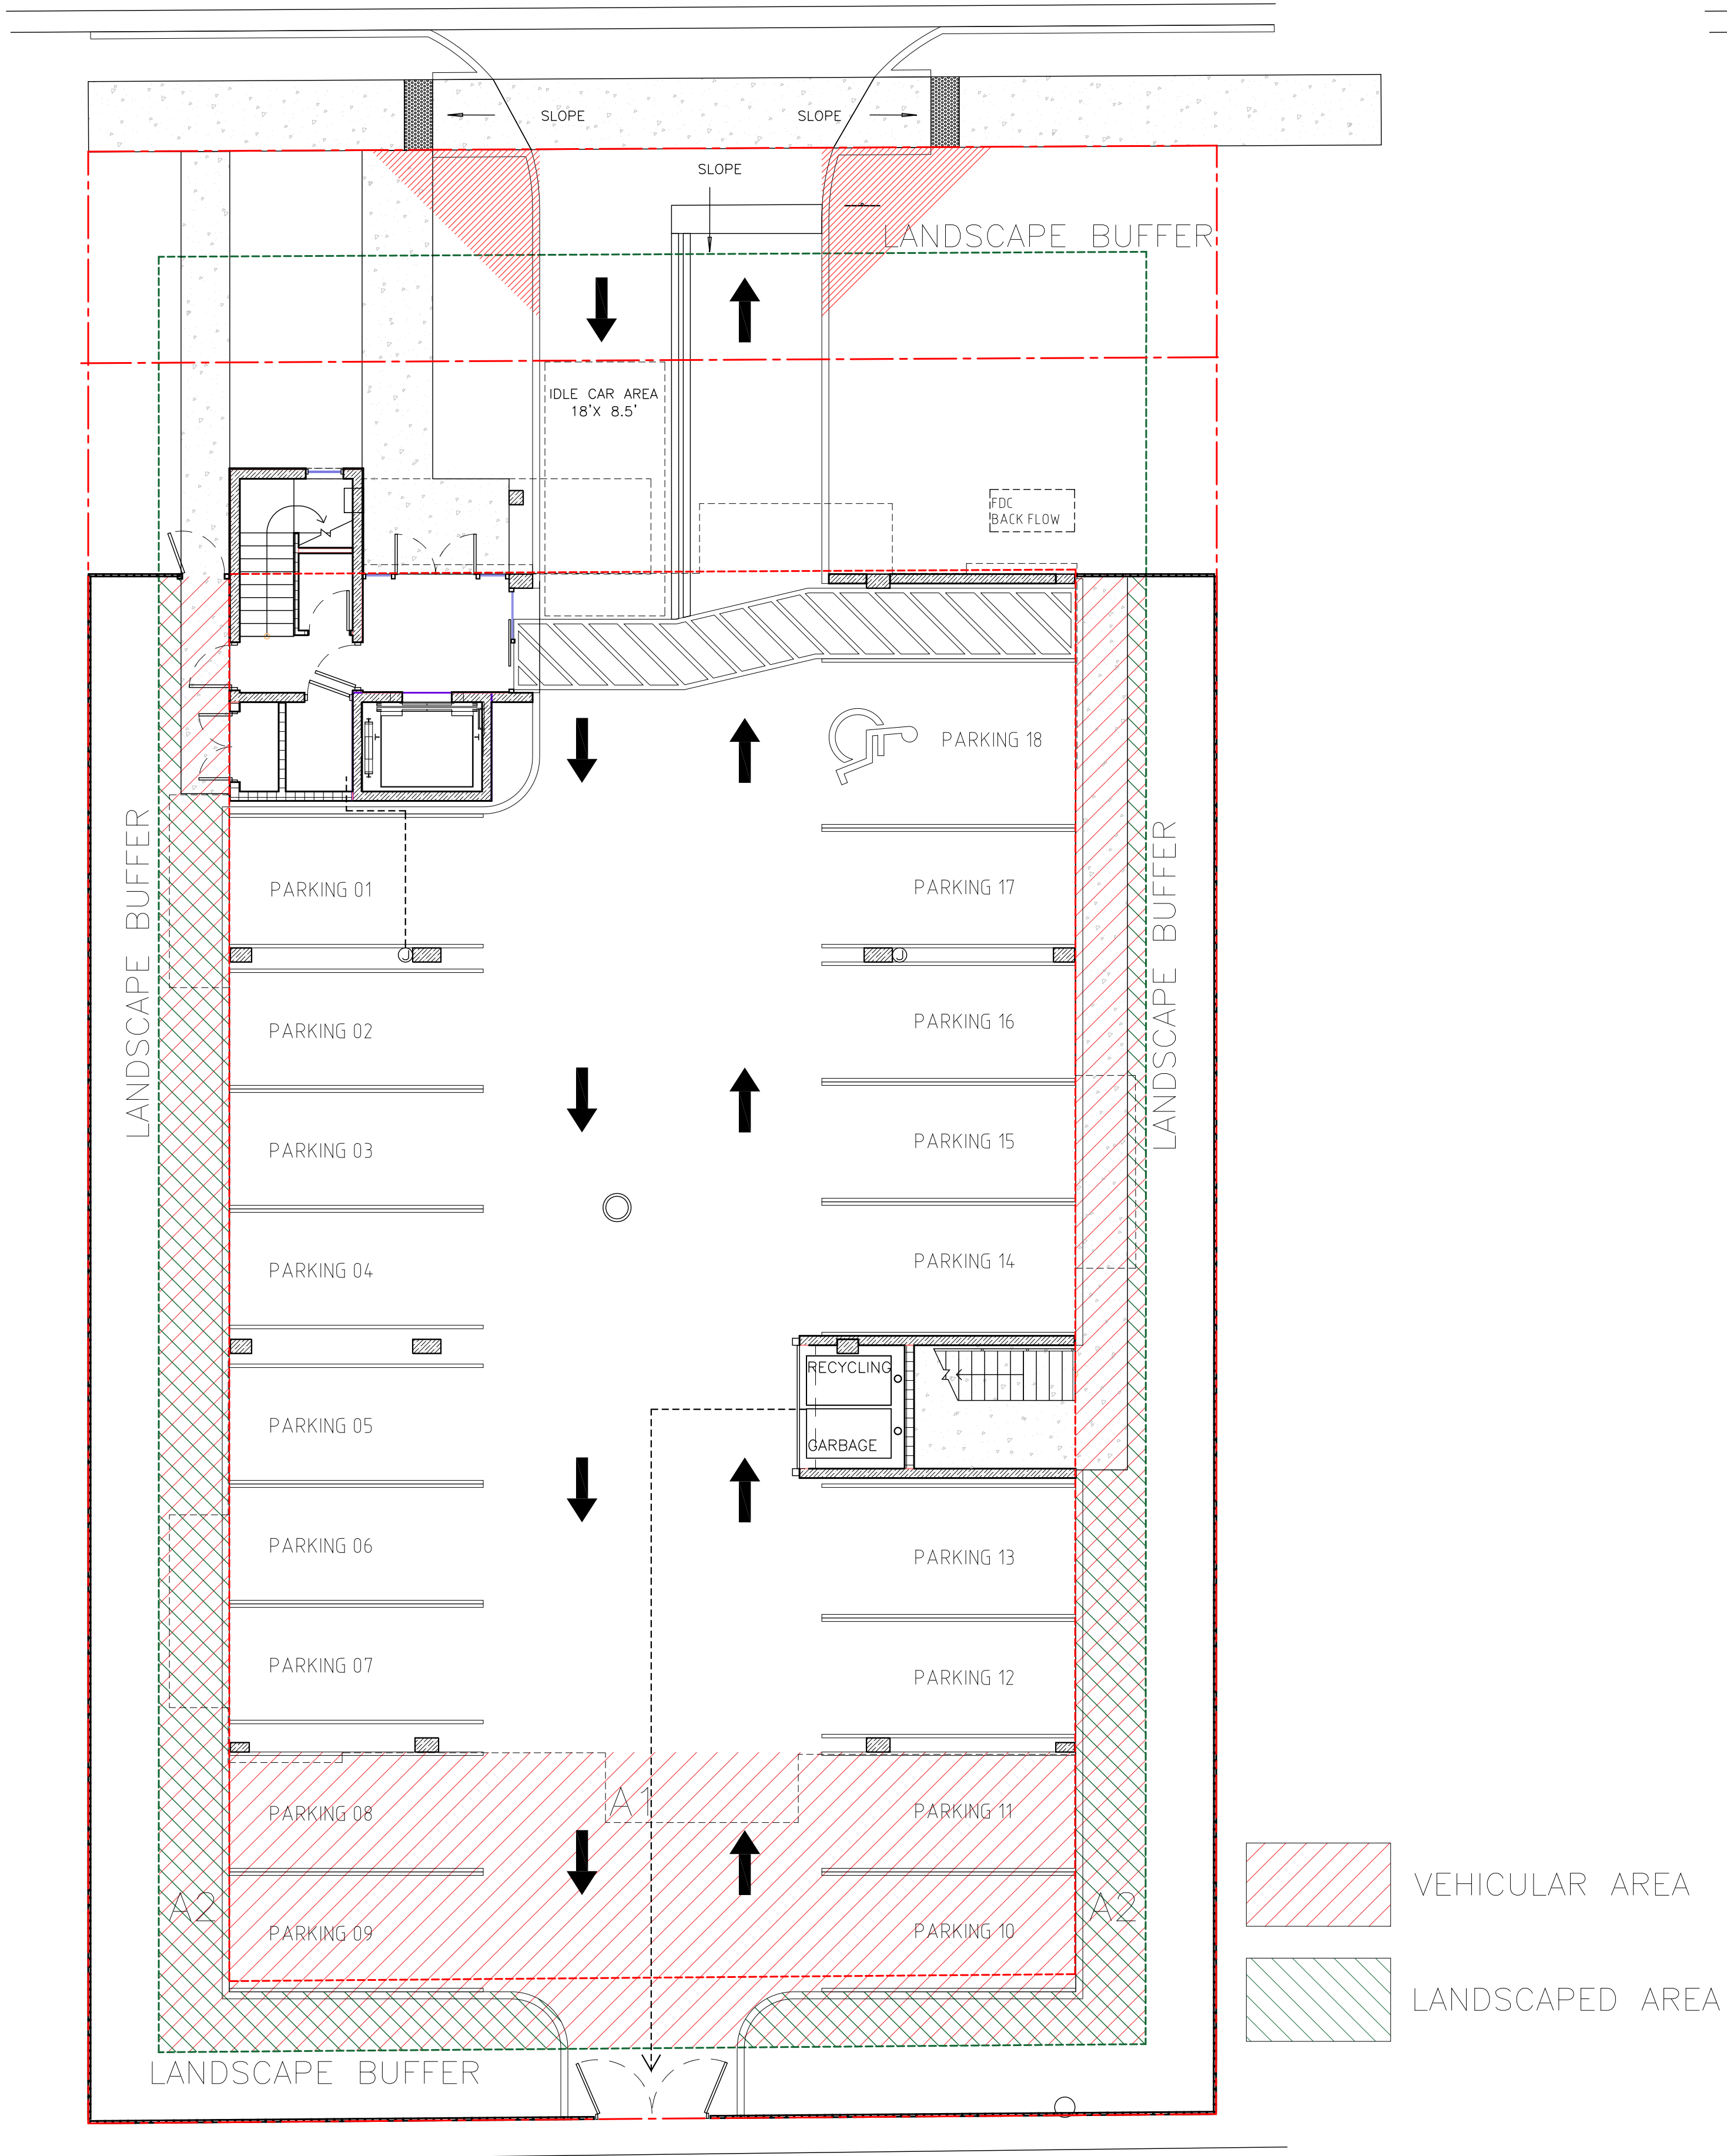 SLOPE
SLOPE
SLOPE
LANDSCAPE BUFFER
IDLE CAR AREA
18'X 8.5'
FDC
BACK FLOW
PARKING 18
LANDSCAPE BUFFER
LANDSCAPE BUFFER
PARKING 01
PARKING 17
J
J
PARKING 02
PARKING 16
PARKING 03
PARKING 15
PARKING 04
PARKING 14
RECYCLING
GARBAGE
PARKING 05
PARKING 06
PARKING 13
PARKING 07
PARKING 12
A1
PARKING 08
PARKING 11
A2
A2
PARKING 09
PARKING 10
VEHICULAR AREA
LANDSCAPED AREA
LANDSCAPE BUFFER